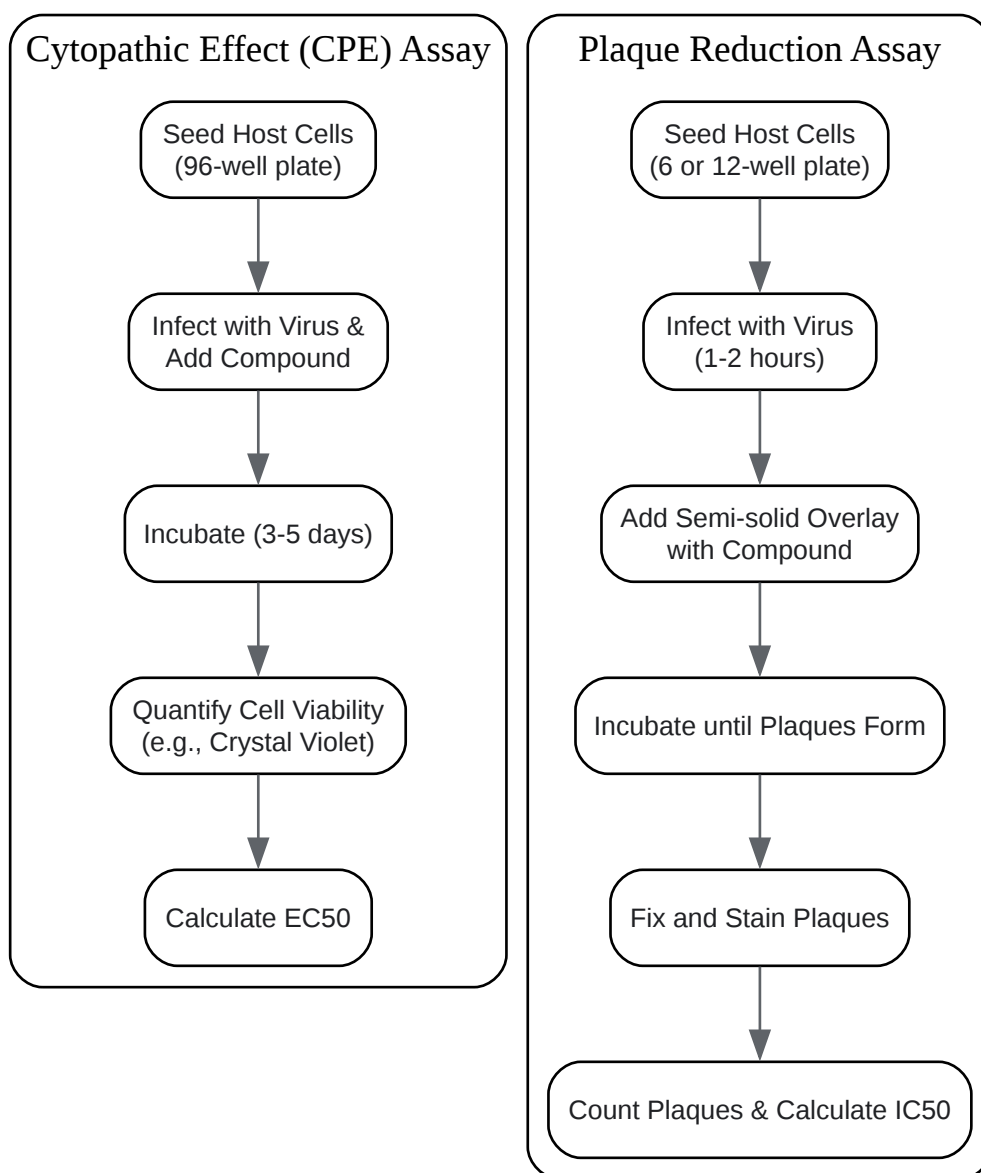 Cytopathic Effect (CPE) Assay
Seed Host Cells
(96-well plate)
Infect with Virus &
Add Compound
Incubate (3-5 days)
Quantify Cell Viability
(e.g., Crystal Violet)
Calculate EC50
Plaque Reduction Assay
Seed Host Cells
(6 or 12-well plate)
Infect with Virus
(1-2 hours)
Add Semi-solid Overlay
with Compound
Incubate until Plaques Form
Fix and Stain Plaques
Count Plaques & Calculate IC50